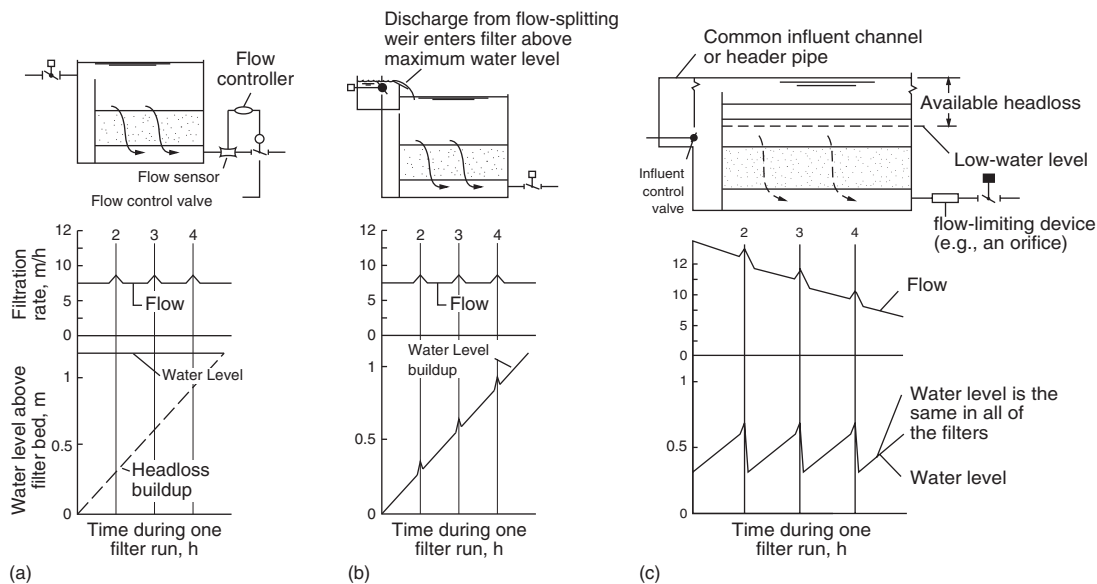 Flow
controller
Flow sensor
Flow control valve
12
10
5
0
Filtration
rate, m/h
2
3
4
Flow
1
0.5
0
Water level above
filter bed, m
Water Level
Headloss
buildup
Time during one
filter run, h
(a)
Discharge from flow-splitting
weir enters filter above
maximum water level
12
10
5
0
2
3
4
Flow
1
0.5
0
Water Level
buildup
Time during one
filter run, h
(b)
Common influent channel
or header pipe
Available headloss
Low-water level
Influent
control
valve
flow-limiting device
(e.g., an orifice)
2
3
4
12
10
5
0
Flow
1
0.5
0
Water level is the
same in all of
the filters
Water level
Time during one
filter run, h
(c)